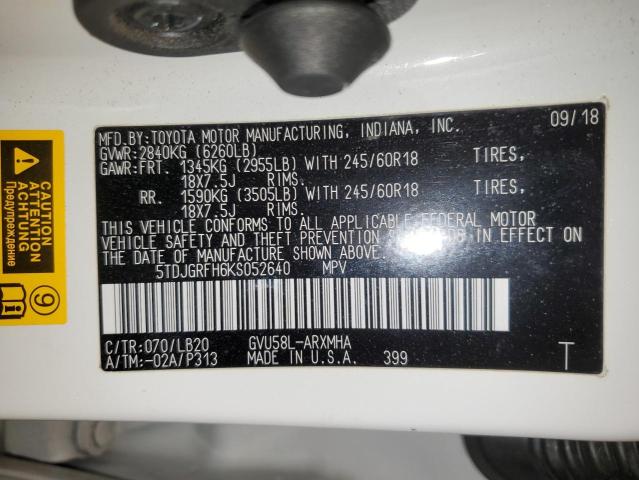 MFD.BY:TOYOTA MOTOR MANUFACTURING, INDIANA, INC. 09/18
GVWR:2840KG (6260LB)
GAWR:FRT. 1345KG (2955LB) WITH 245/60R18 TIRES,
18X7.5J RIMS.
RR. 1590KG (3505LB) WITH 245/60R18 TIRES,
18X7.5J RIMS.
THIS VEHICLE CONFORMS TO ALL APPLICABLE FEDERAL MOTOR
VEHICLE SAFETY AND THEFT PREVENTION STANDARDS IN EFFECT ON
THE DATE OF MANUFACTURE SHOWN ABOVE.
5TDJGRFH6KS052640 MPV
C/TR:070/LB20 GVU58L-ARXMHA
A/TM:-02A/P313 MADE IN U.S.A. 399 T
CAUTION
ATTENTION
ACHTUNG
Предупреждение
9